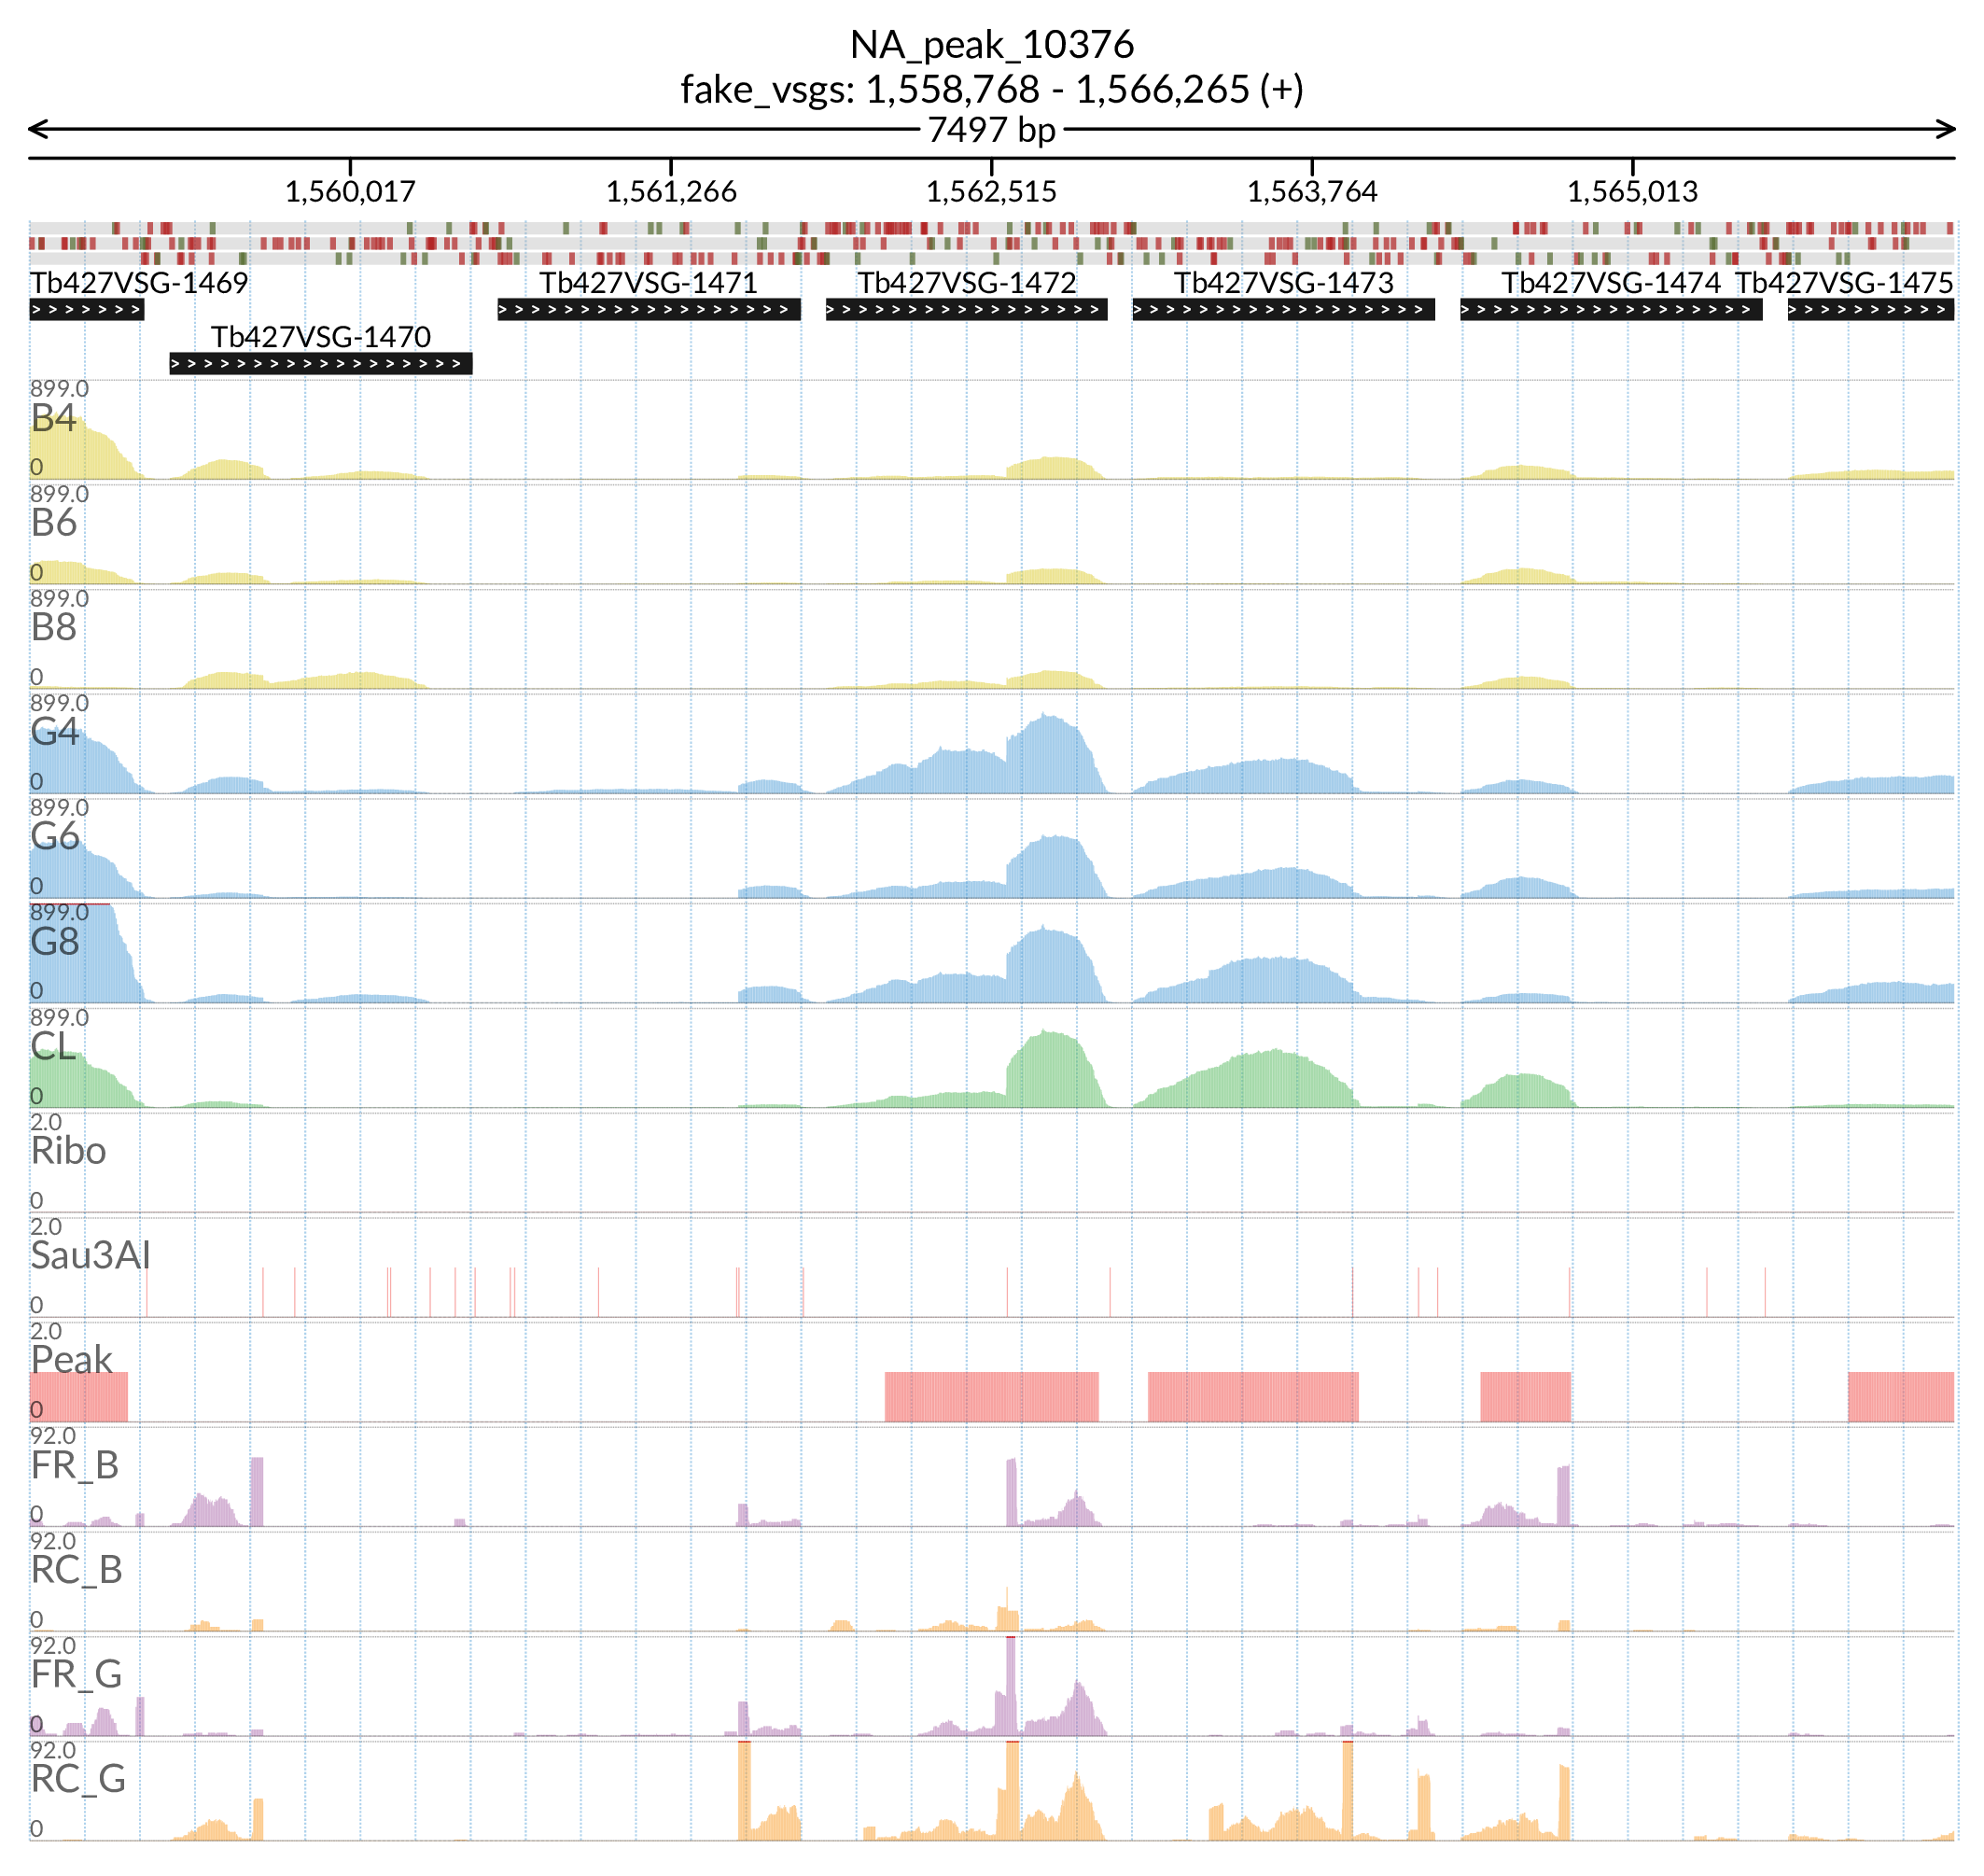 NA_peak_10376
fake_vsgs: 1,558,768 - 1,566,265 (+)
7497 bp
1,560,017 1,561,266 1,562,515 1,563,764 1,565,013
Tb427VSG-1469 Tb427VSG-1471 Tb427VSG-1472 Tb427VSG-1473 Tb427VSG-1474 Tb427VSG-1475
Tb427VSG-1470
899.0
B4
0
899.0
B6
0
899.0
B8
0
899.0
G4
0
899.0
G6
0
899.0
G8
0
899.0
CL
0
2.0
Ribo
0
2.0
Sau3AI
0
2.0
Peak
0
92.0
FR_B
0
92.0
RC_B
0
92.0
FR_G
0
92.0
RC_G
0